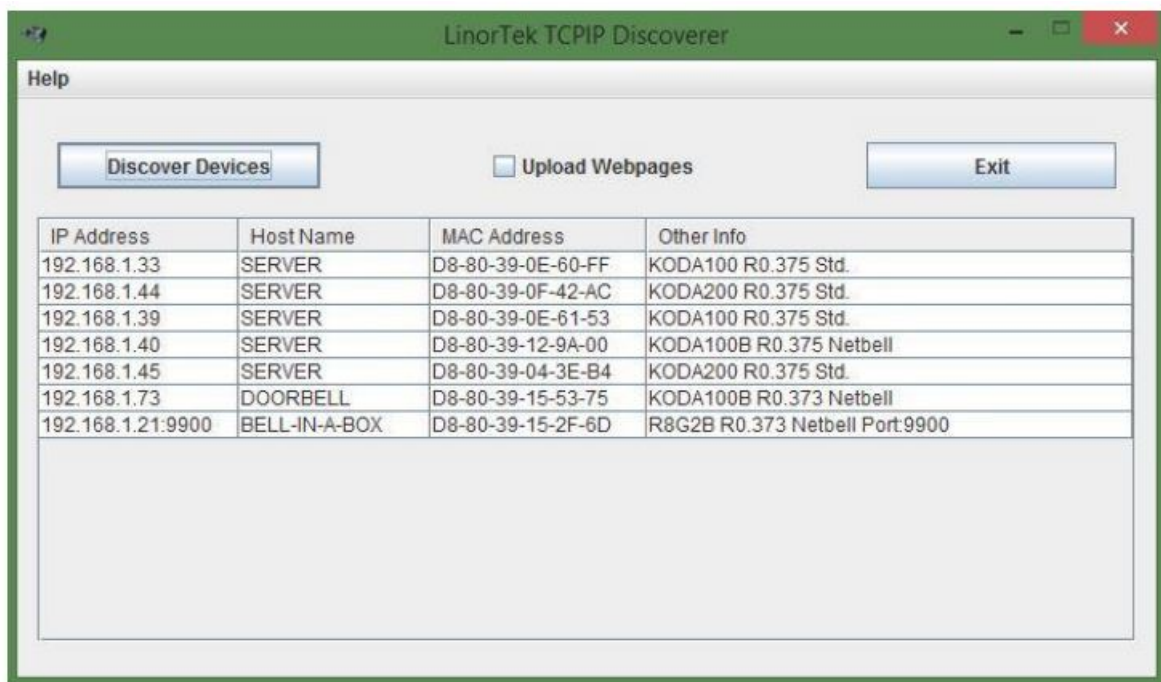 LinorTek TCPIP Discoverer
Help
Discover Devices Upload Webpages Exit
IP Address Host Name MAC Address Other Info
192.168.1.33 SERVER D8-80-39-0E-60-FF KODA100 R0.375 Std.
192.168.1.44 SERVER D8-80-39-0F-42-AC KODA200 R0.375 Std.
192.168.1.39 SERVER D8-80-39-0E-61-53 KODA100 R0.375 Std.
192.168.1.40 SERVER D8-80-39-12-9A-00 KODA100B R0.375 Netbell
192.168.1.45 SERVER D8-80-39-04-3E-B4 KODA200 R0.375 Std.
192.168.1.73 DOORBELL D8-80-39-15-53-75 KODA100B R0.373 Netbell
192.168.1.21:9900 BELL-IN-A-BOX D8-80-39-15-2F-6D R8G2B R0.373 Netbell Port:9900